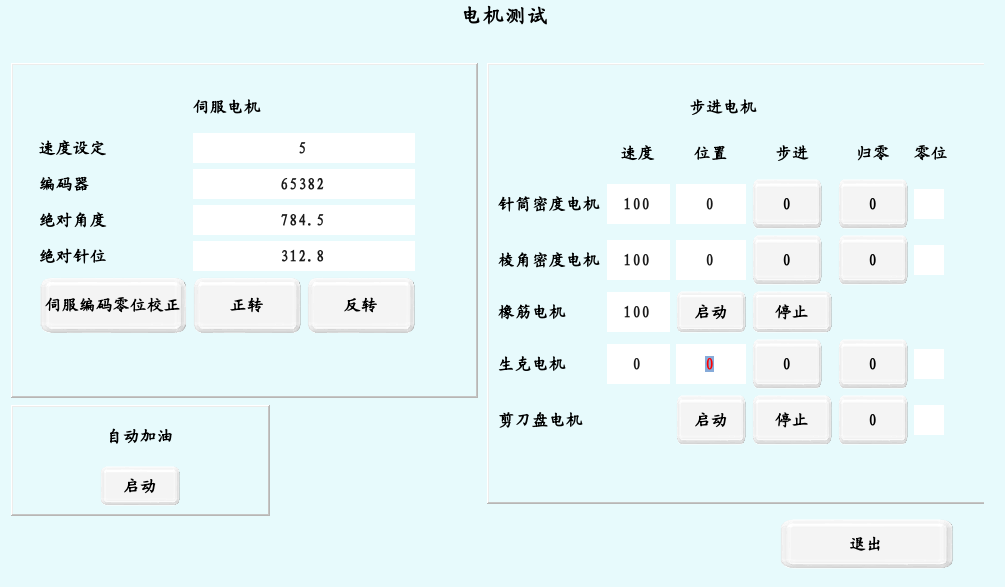 电机测试
伺服电机
速度设定 5
编码器 65382
绝对角度 784.5
绝对针位 312.8
伺服编码零位校正 正转 反转
自动加油
启动
步进电机
速度 位置 步进 归零 零位
针筒密度电机 100 0 0 0
棱角密度电机 100 0 0 0
橡筋电机 100 启动 停止
生克电机 0 0 0 0
剪刀盘电机 启动 停止 0
退出